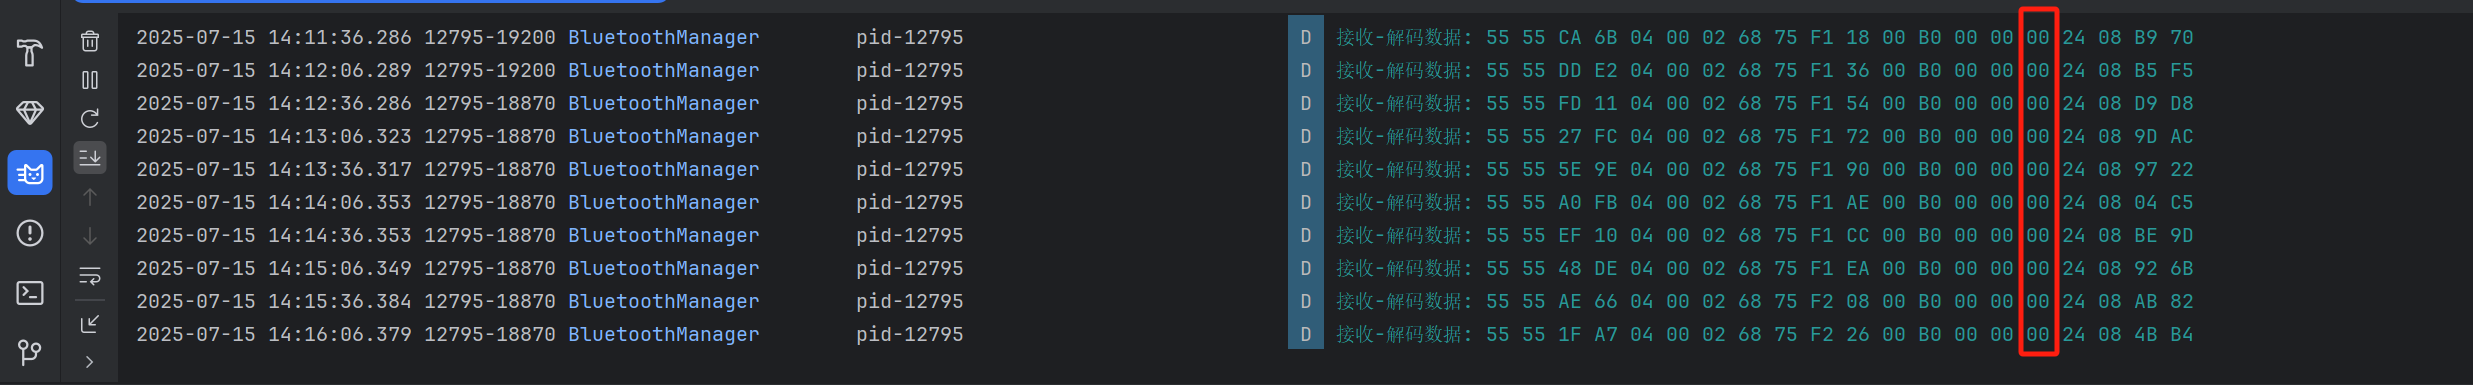 2025-07-15 14:11:36.286 12795-19200 BluetoothManager pid-12795 D 接收-解码数据: 55 55 CA 6B 04 00 02 68 75 F1 18 00 B0 00 00 00 24 08 B9 70
2025-07-15 14:12:06.289 12795-19200 BluetoothManager pid-12795 D 接收-解码数据: 55 55 DD E2 04 00 02 68 75 F1 36 00 B0 00 00 00 24 08 B5 F5
2025-07-15 14:12:36.286 12795-18870 BluetoothManager pid-12795 D 接收-解码数据: 55 55 FD 11 04 00 02 68 75 F1 54 00 B0 00 00 00 24 08 D9 D8
2025-07-15 14:13:06.323 12795-18870 BluetoothManager pid-12795 D 接收-解码数据: 55 55 27 FC 04 00 02 68 75 F1 72 00 B0 00 00 00 24 08 9D AC
2025-07-15 14:13:36.317 12795-18870 BluetoothManager pid-12795 D 接收-解码数据: 55 55 5E 9E 04 00 02 68 75 F1 90 00 B0 00 00 00 24 08 97 22
2025-07-15 14:14:06.353 12795-18870 BluetoothManager pid-12795 D 接收-解码数据: 55 55 A0 FB 04 00 02 68 75 F1 AE 00 B0 00 00 00 24 08 04 C5
2025-07-15 14:14:36.353 12795-18870 BluetoothManager pid-12795 D 接收-解码数据: 55 55 EF 10 04 00 02 68 75 F1 CC 00 B0 00 00 00 24 08 BE 9D
2025-07-15 14:15:06.349 12795-18870 BluetoothManager pid-12795 D 接收-解码数据: 55 55 48 DE 04 00 02 68 75 F1 EA 00 B0 00 00 00 24 08 92 6B
2025-07-15 14:15:36.384 12795-18870 BluetoothManager pid-12795 D 接收-解码数据: 55 55 AE 66 04 00 02 68 75 F2 08 00 B0 00 00 00 24 08 AB 82
2025-07-15 14:16:06.379 12795-18870 BluetoothManager pid-12795 D 接收-解码数据: 55 55 1F A7 04 00 02 68 75 F2 26 00 B0 00 00 00 24 08 4B B4